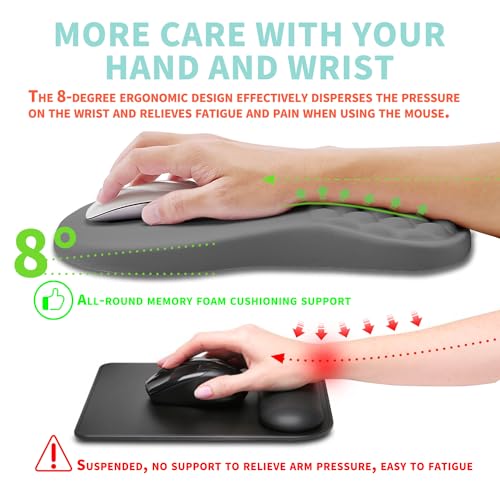 MORE CARE WITH YOUR
HAND AND WRIST
THE 8-DEGREE ERGONOMIC DESIGN EFFECTIVELY DISPERSES THE PRESSURE
ON THE WRIST AND RELIEVES FATIGUE AND PAIN WHEN USING THE MOUSE.
8°
ALL-ROUND MEMORY FOAM CUSHIONING SUPPORT
SUSPENDED, NO SUPPORT TO RELIEVE ARM PRESSURE, EASY TO FATIGUE